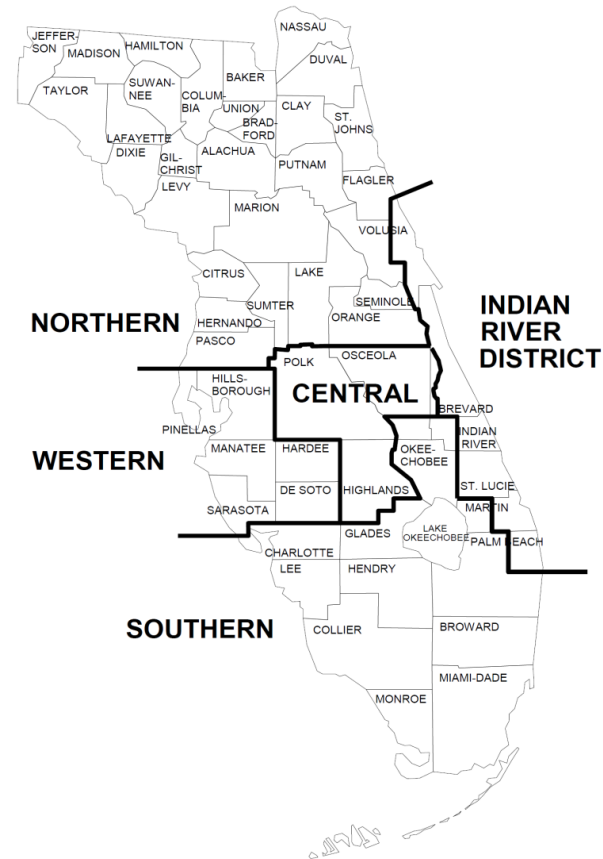 NASSAU
JEFFER-
SON
MADISON
HAMILTON
DUVAL
TAYLOR
SUWAN-
NEE
COLUM-
BIA
BAKER
UNION
BRAD-
FORD
CLAY
ST.
JOHNS
LAFAYETTE
DIXIE
GIL-
CHRIST
ALACHUA
PUTNAM
LEVY
FLAGLER
MARION
VOLUSIA
CITRUS
LAKE
SUMTER
SEMINOLE
ORANGE
HERNANDO
PASCO
NORTHERN
INDIAN
RIVER
DISTRICT
POLK
OSCEOLA
HILLS-
BOROUGH
CENTRAL
BREVARD
PINELLAS
INDIAN
RIVER
MANATEE
HARDEE
OKEE-
CHOBEE
WESTERN
DE SOTO
HIGHLANDS
ST. LUCIE
SARASOTA
MARTIN
GLADES
LAKE
OKEECHOBEE
PALM BEACH
CHARLOTTE
LEE
HENDRY
SOUTHERN
COLLIER
BROWARD
MIAMI-DADE
MONROE